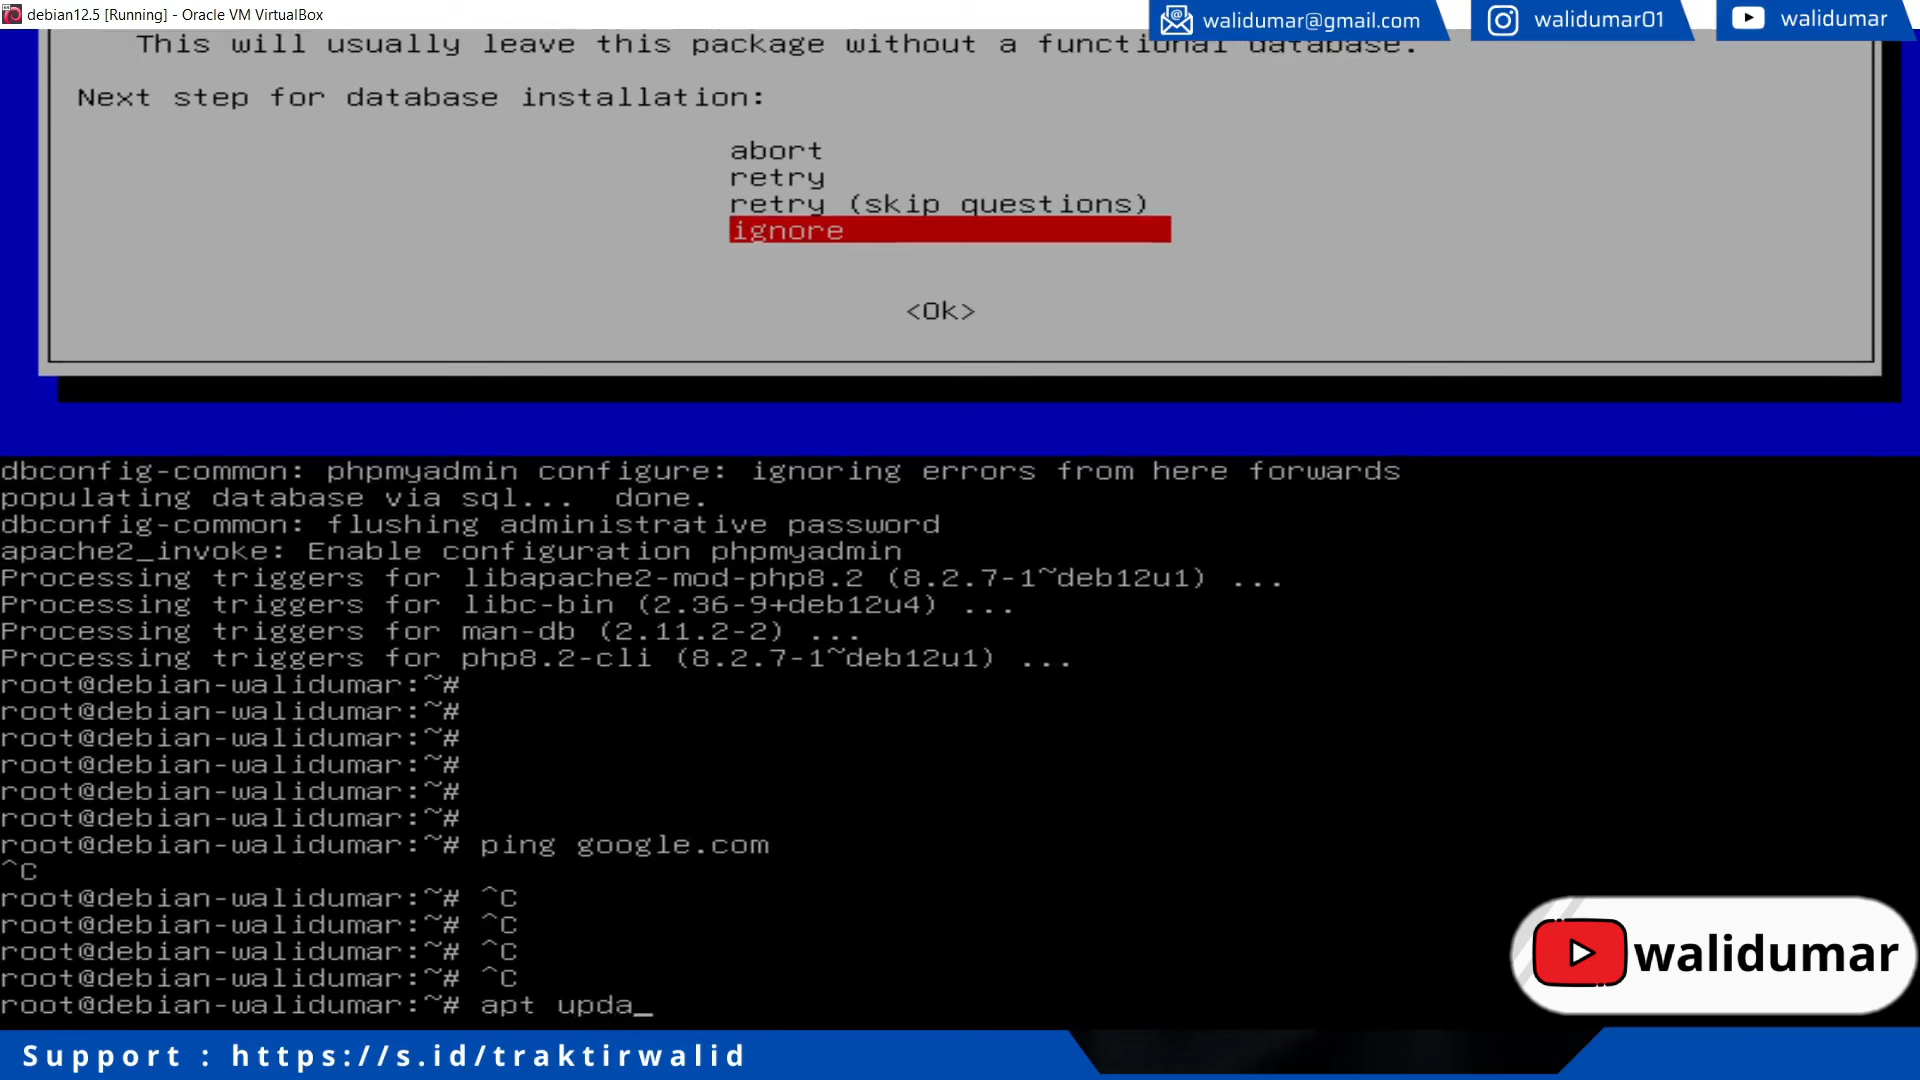 debian12.5 [Running] - Oracle VM VirtualBox
walidumar@gmail.com
walidumar01
walidumar
This will usually leave this package without a functional database.
Next step for database installation:
abort
retry
retry (skip questions)
ignore
<Ok>
dbconfig-common: phpmyadmin configure: ignoring errors from here forwards
populating database via sql...  done.
dbconfig-common: flushing administrative password
apache2_invoke: Enable configuration phpmyadmin
Processing triggers for libapache2-mod-php8.2 (8.2.7-1~deb12u1) ...
Processing triggers for libc-bin (2.36-9+deb12u4) ...
Processing triggers for man-db (2.11.2-2) ...
Processing triggers for php8.2-cli (8.2.7-1~deb12u1) ...
root@debian-walidumar:~#
root@debian-walidumar:~#
root@debian-walidumar:~#
root@debian-walidumar:~#
root@debian-walidumar:~#
root@debian-walidumar:~#
root@debian-walidumar:~# ping google.com
^C
root@debian-walidumar:~# ^C
root@debian-walidumar:~# ^C
root@debian-walidumar:~# ^C
root@debian-walidumar:~# ^C
root@debian-walidumar:~# apt upda_
walidumar
Support : https://s.id/traktirwalid